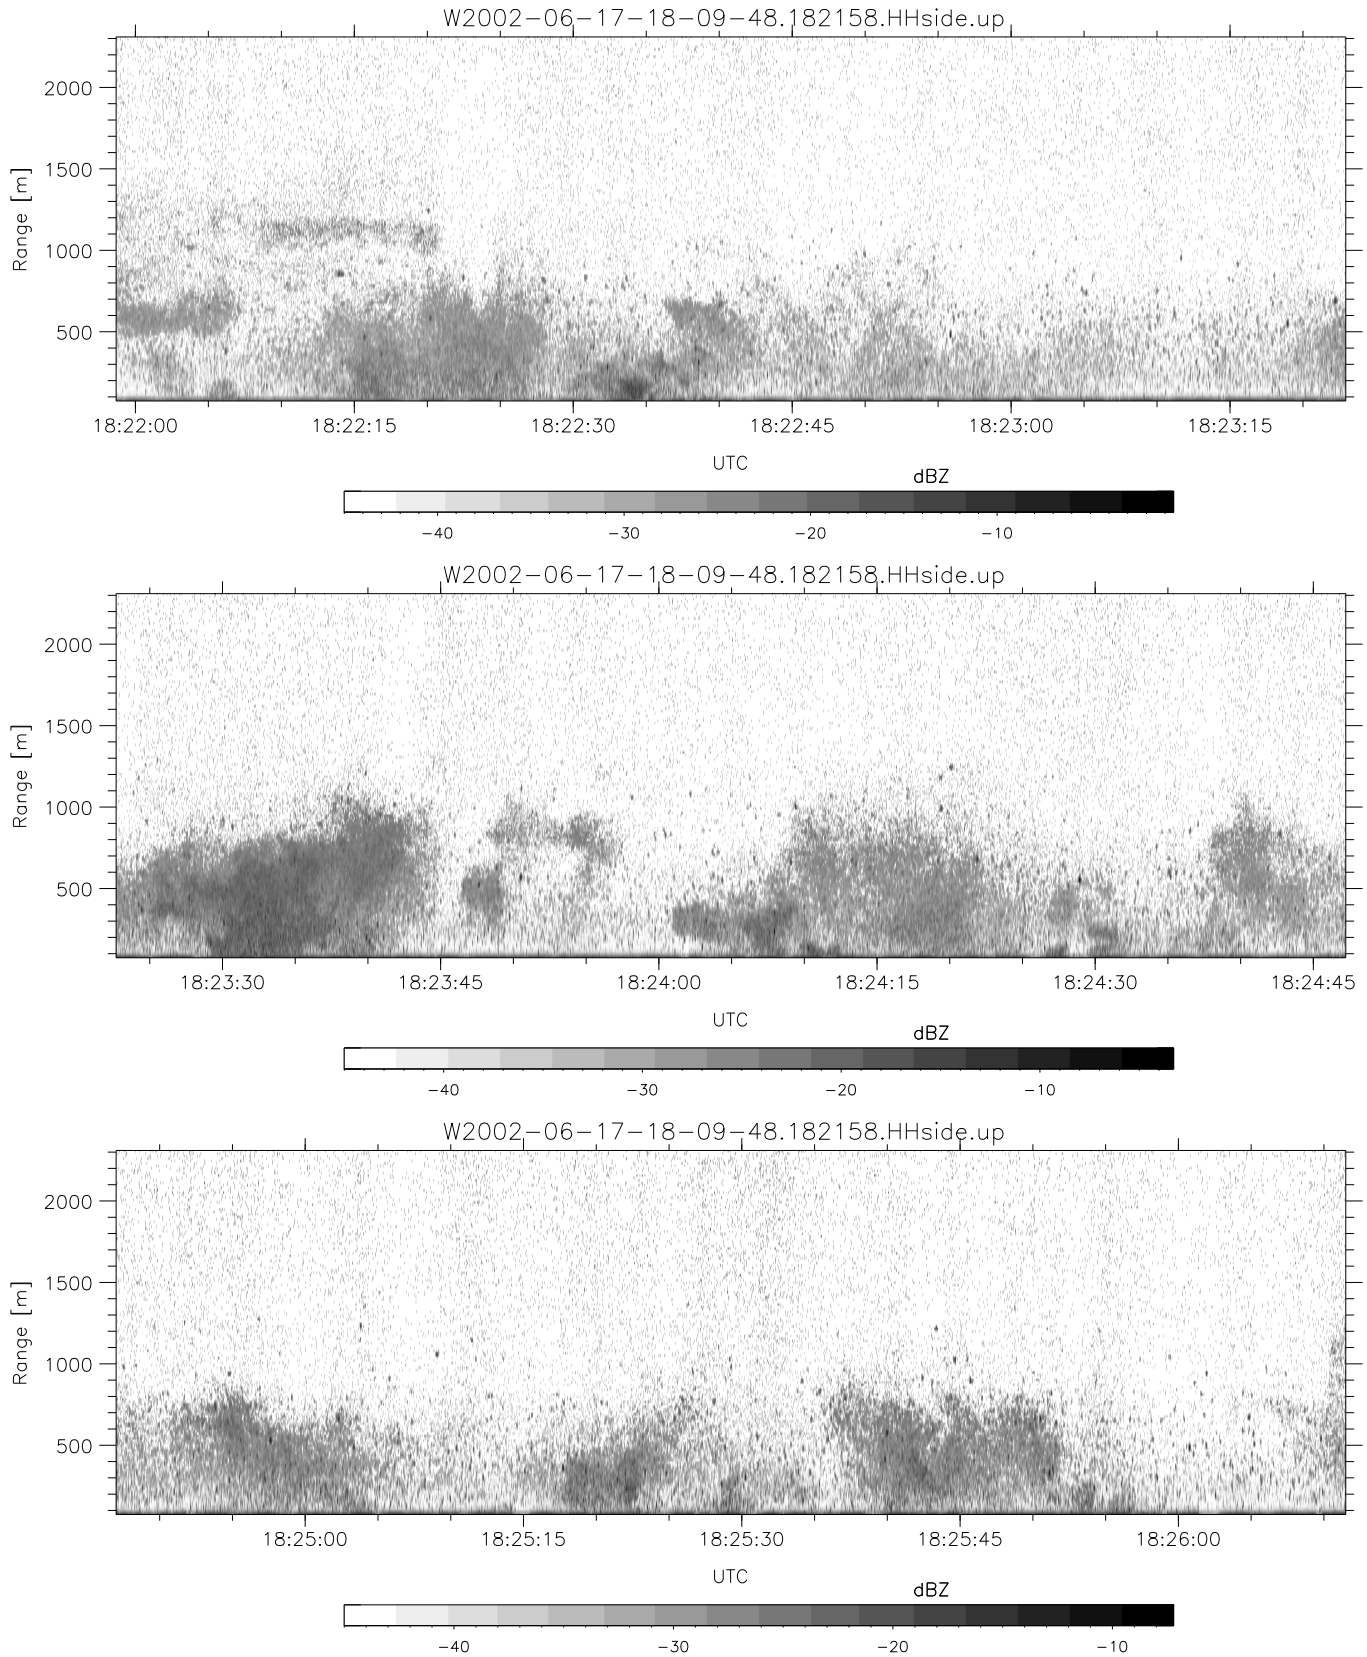 W2002-06-17-18-09-48.182158.HHside.up
2000
1500
1000
500
Range [m]
18:22:00 18:22:15 18:22:30 18:22:45 18:23:00 18:23:15
UTC
dBZ
-40 -30 -20 -10
W2002-06-17-18-09-48.182158.HHside.up
2000
1500
1000
500
Range [m]
18:23:30 18:23:45 18:24:00 18:24:15 18:24:30 18:24:45
UTC
dBZ
-40 -30 -20 -10
W2002-06-17-18-09-48.182158.HHside.up
2000
1500
1000
500
Range [m]
18:25:00 18:25:15 18:25:30 18:25:45 18:26:00
UTC
dBZ
-40 -30 -20 -10